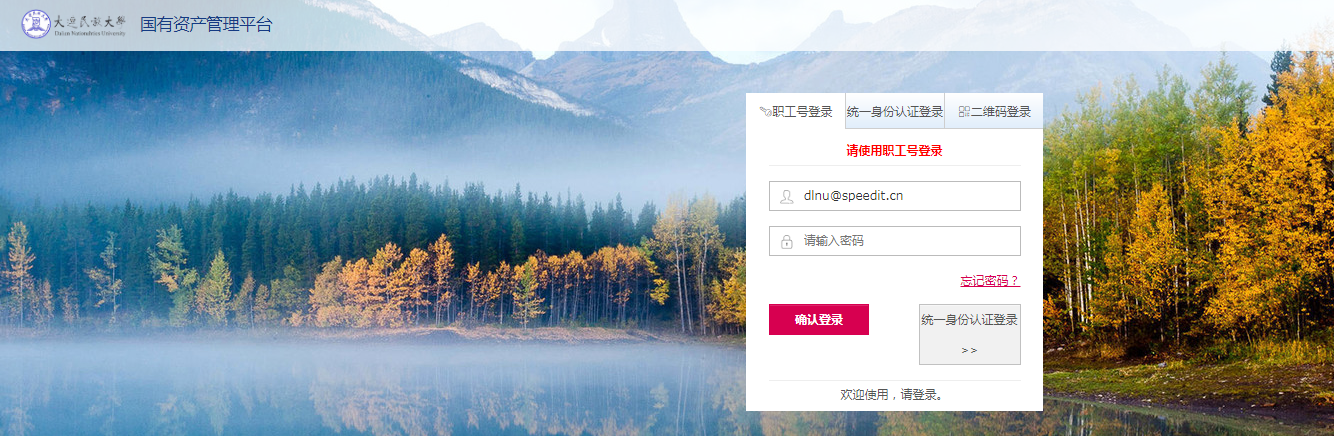 大连民族大学
Dalian Nationalities University
国有资产管理平台
职工号登录
统一身份认证登录
二维码登录
请使用职工号登录
dlnu@speedit.cn
请输入密码
忘记密码？
确认登录
统一身份认证登录
>>
欢迎使用，请登录。